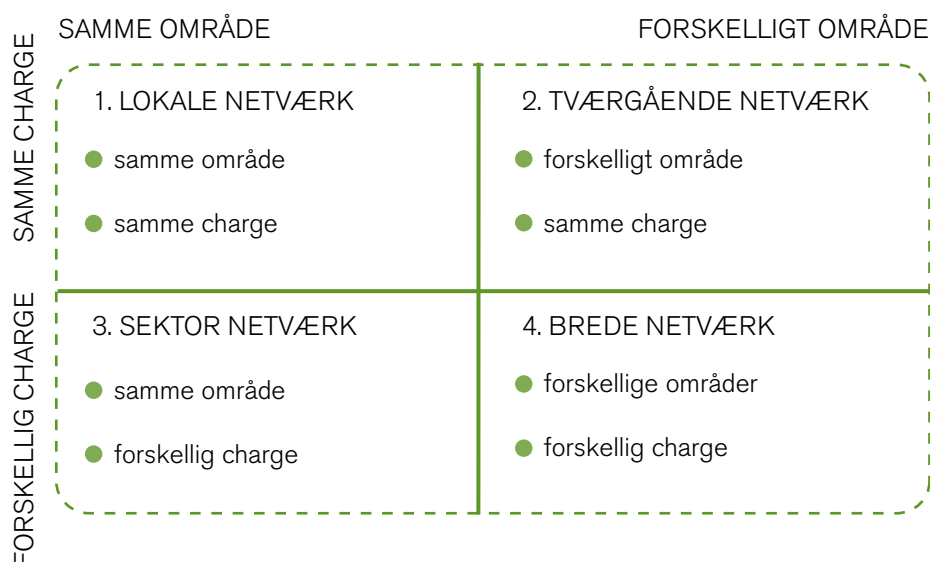 SAMME OMRÅDE
FORSKELLIGT OMRÅDE
SAMME CHARGE
1. LOKALE NETVÆRK
samme område
samme charge
2. TVÆRGÅENDE NETVÆRK
forskelligt område
samme charge
FORSKELLIG CHARGE
3. SEKTOR NETVÆRK
samme område
forskellig charge
4. BREDE NETVÆRK
forskellige områder
forskellig charge